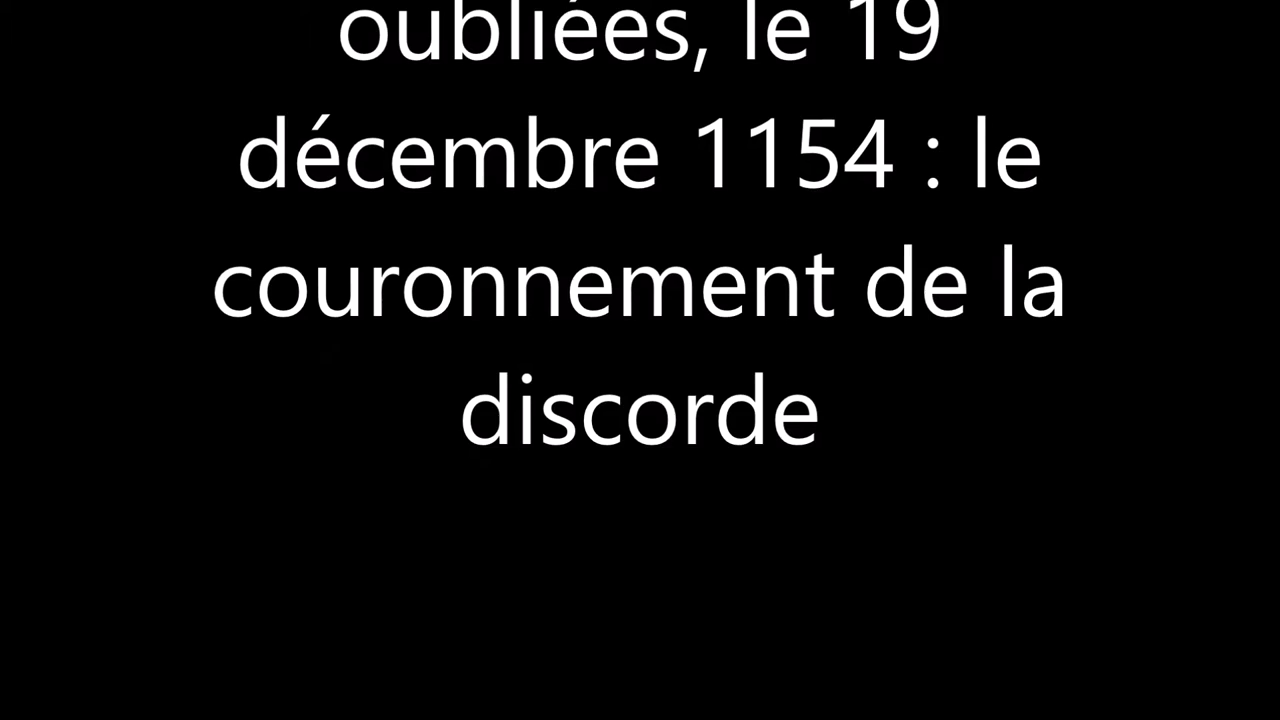 oubliées, le 19
décembre 1154 : le
couronnement de la
discorde